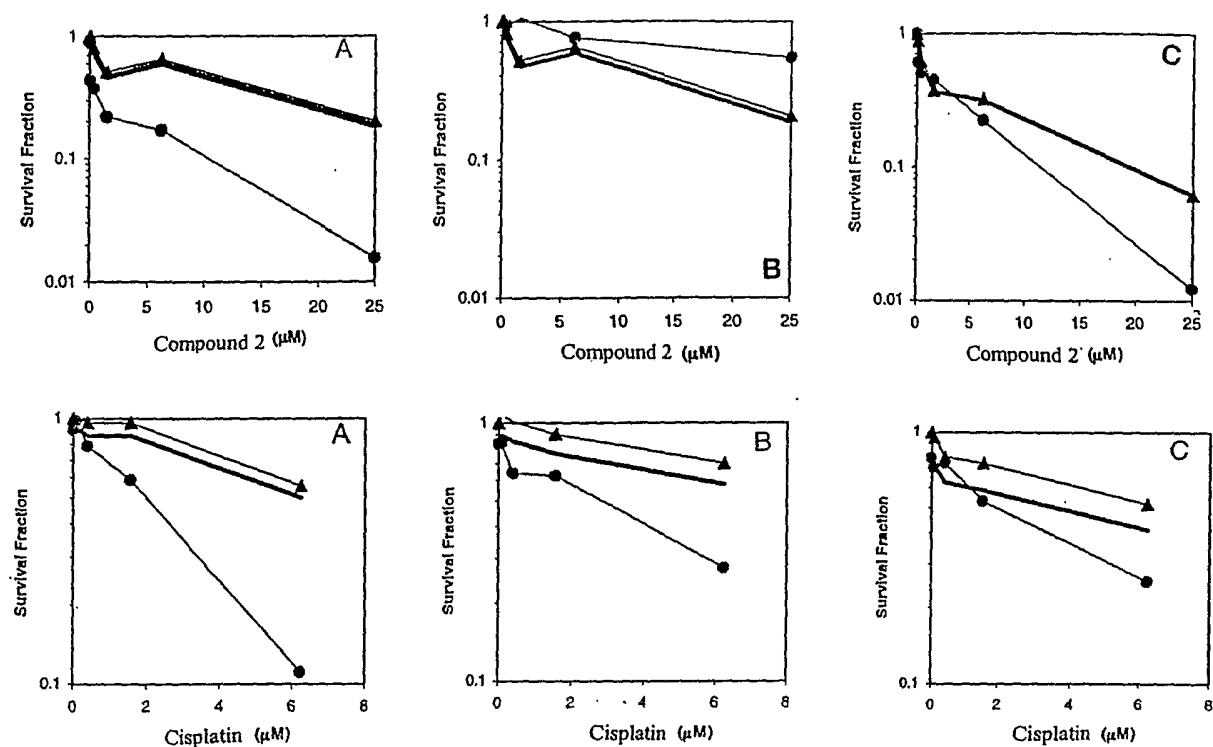 1
A
0.1
0.01
Survival Fraction
0 5 10 15 20 25
Compound 2 (μM)
1
B
0.1
0.01
Survival Fraction
0 5 10 15 20 25
Compound 2 (μM)
1
C
0.1
0.01
Survival Fraction
0 5 10 15 20 25
Compound 2 (μM)
1
A
0.1
Survival Fraction
0 2 4 6 8
Cisplatin (μM)
1
B
0.1
Survival Fraction
0 2 4 6 8
Cisplatin (μM)
1
C
0.1
Survival Fraction
0 2 4 6 8
Cisplatin (μM)